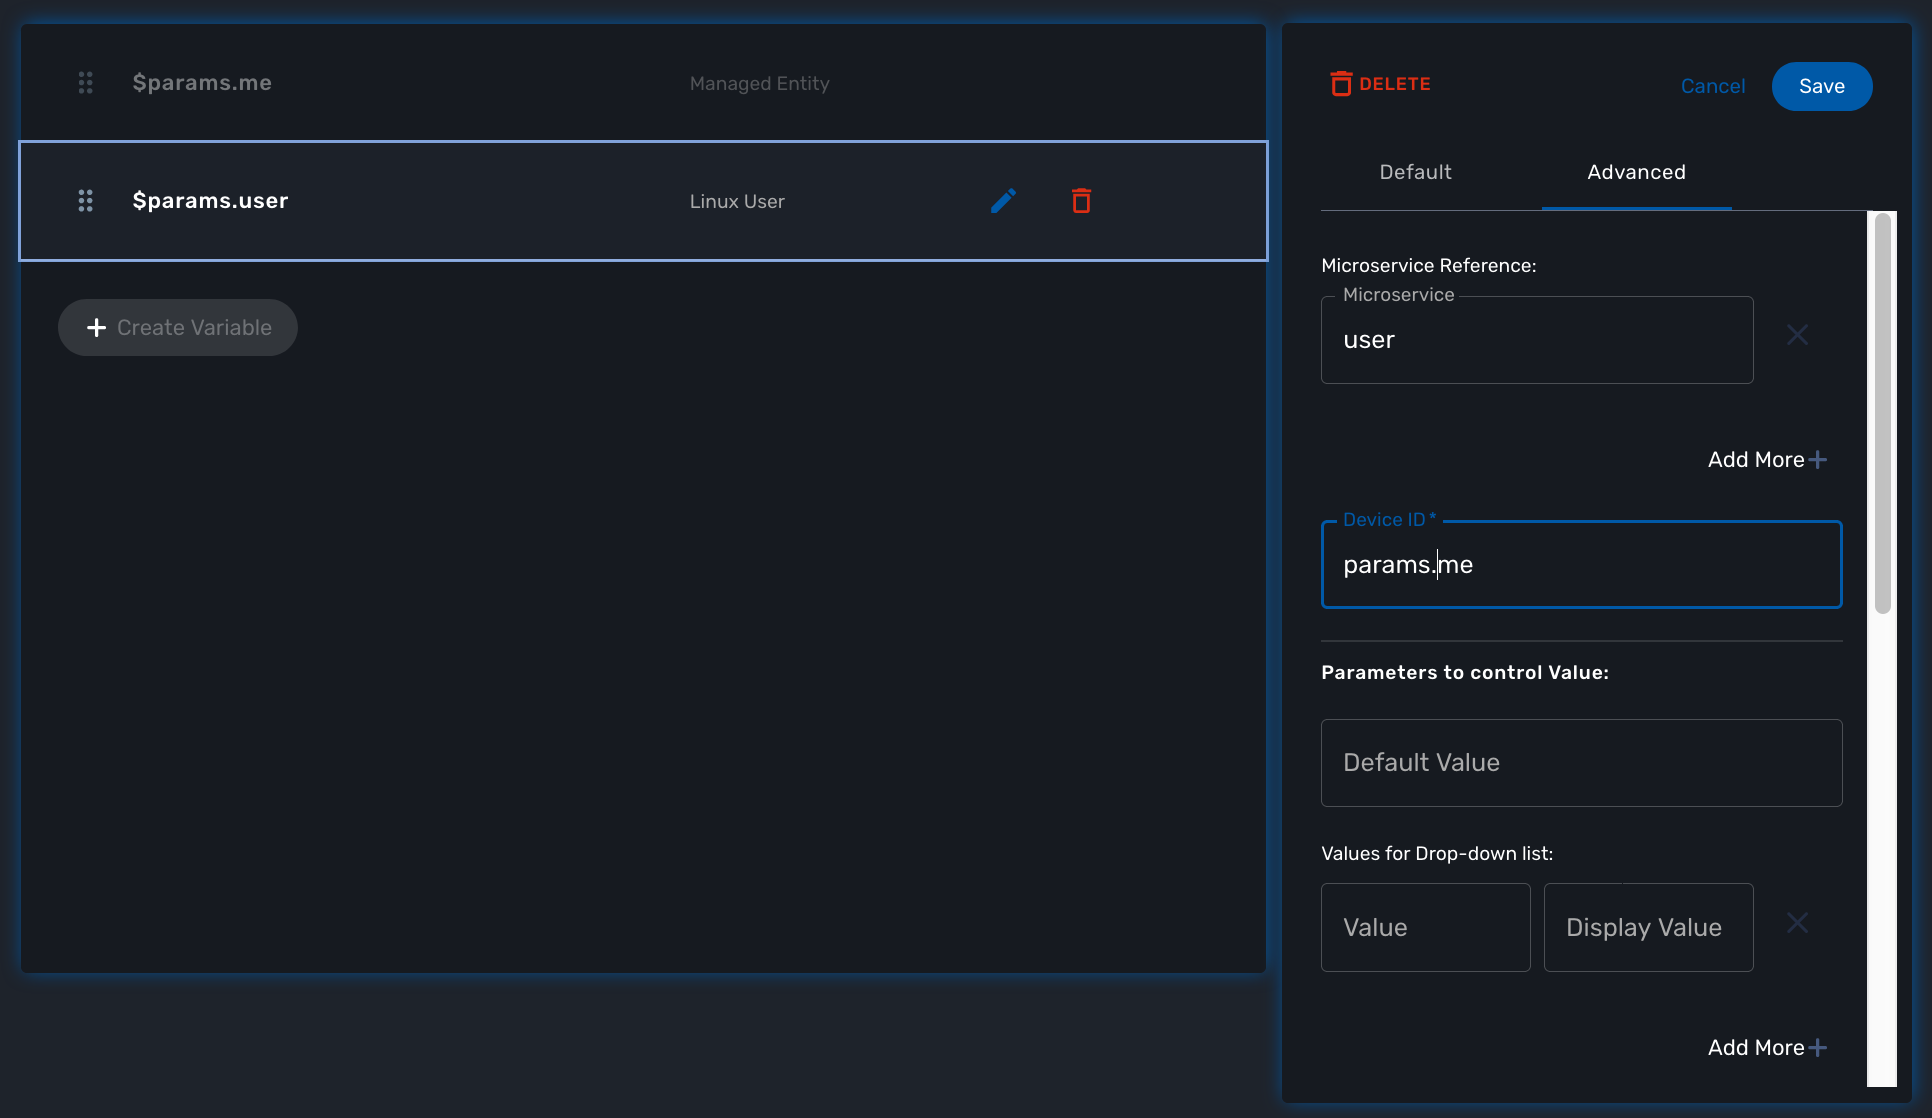 $params.me
Managed Entity
$params.user
Linux User
Create Variable
DELETE
Cancel
Save
Default
Advanced
Microservice Reference:
Microservice
user
Add More
Device ID*
params.me
Parameters to control Value:
Default Value
Values for Drop-down list:
Value
Display Value
Add More